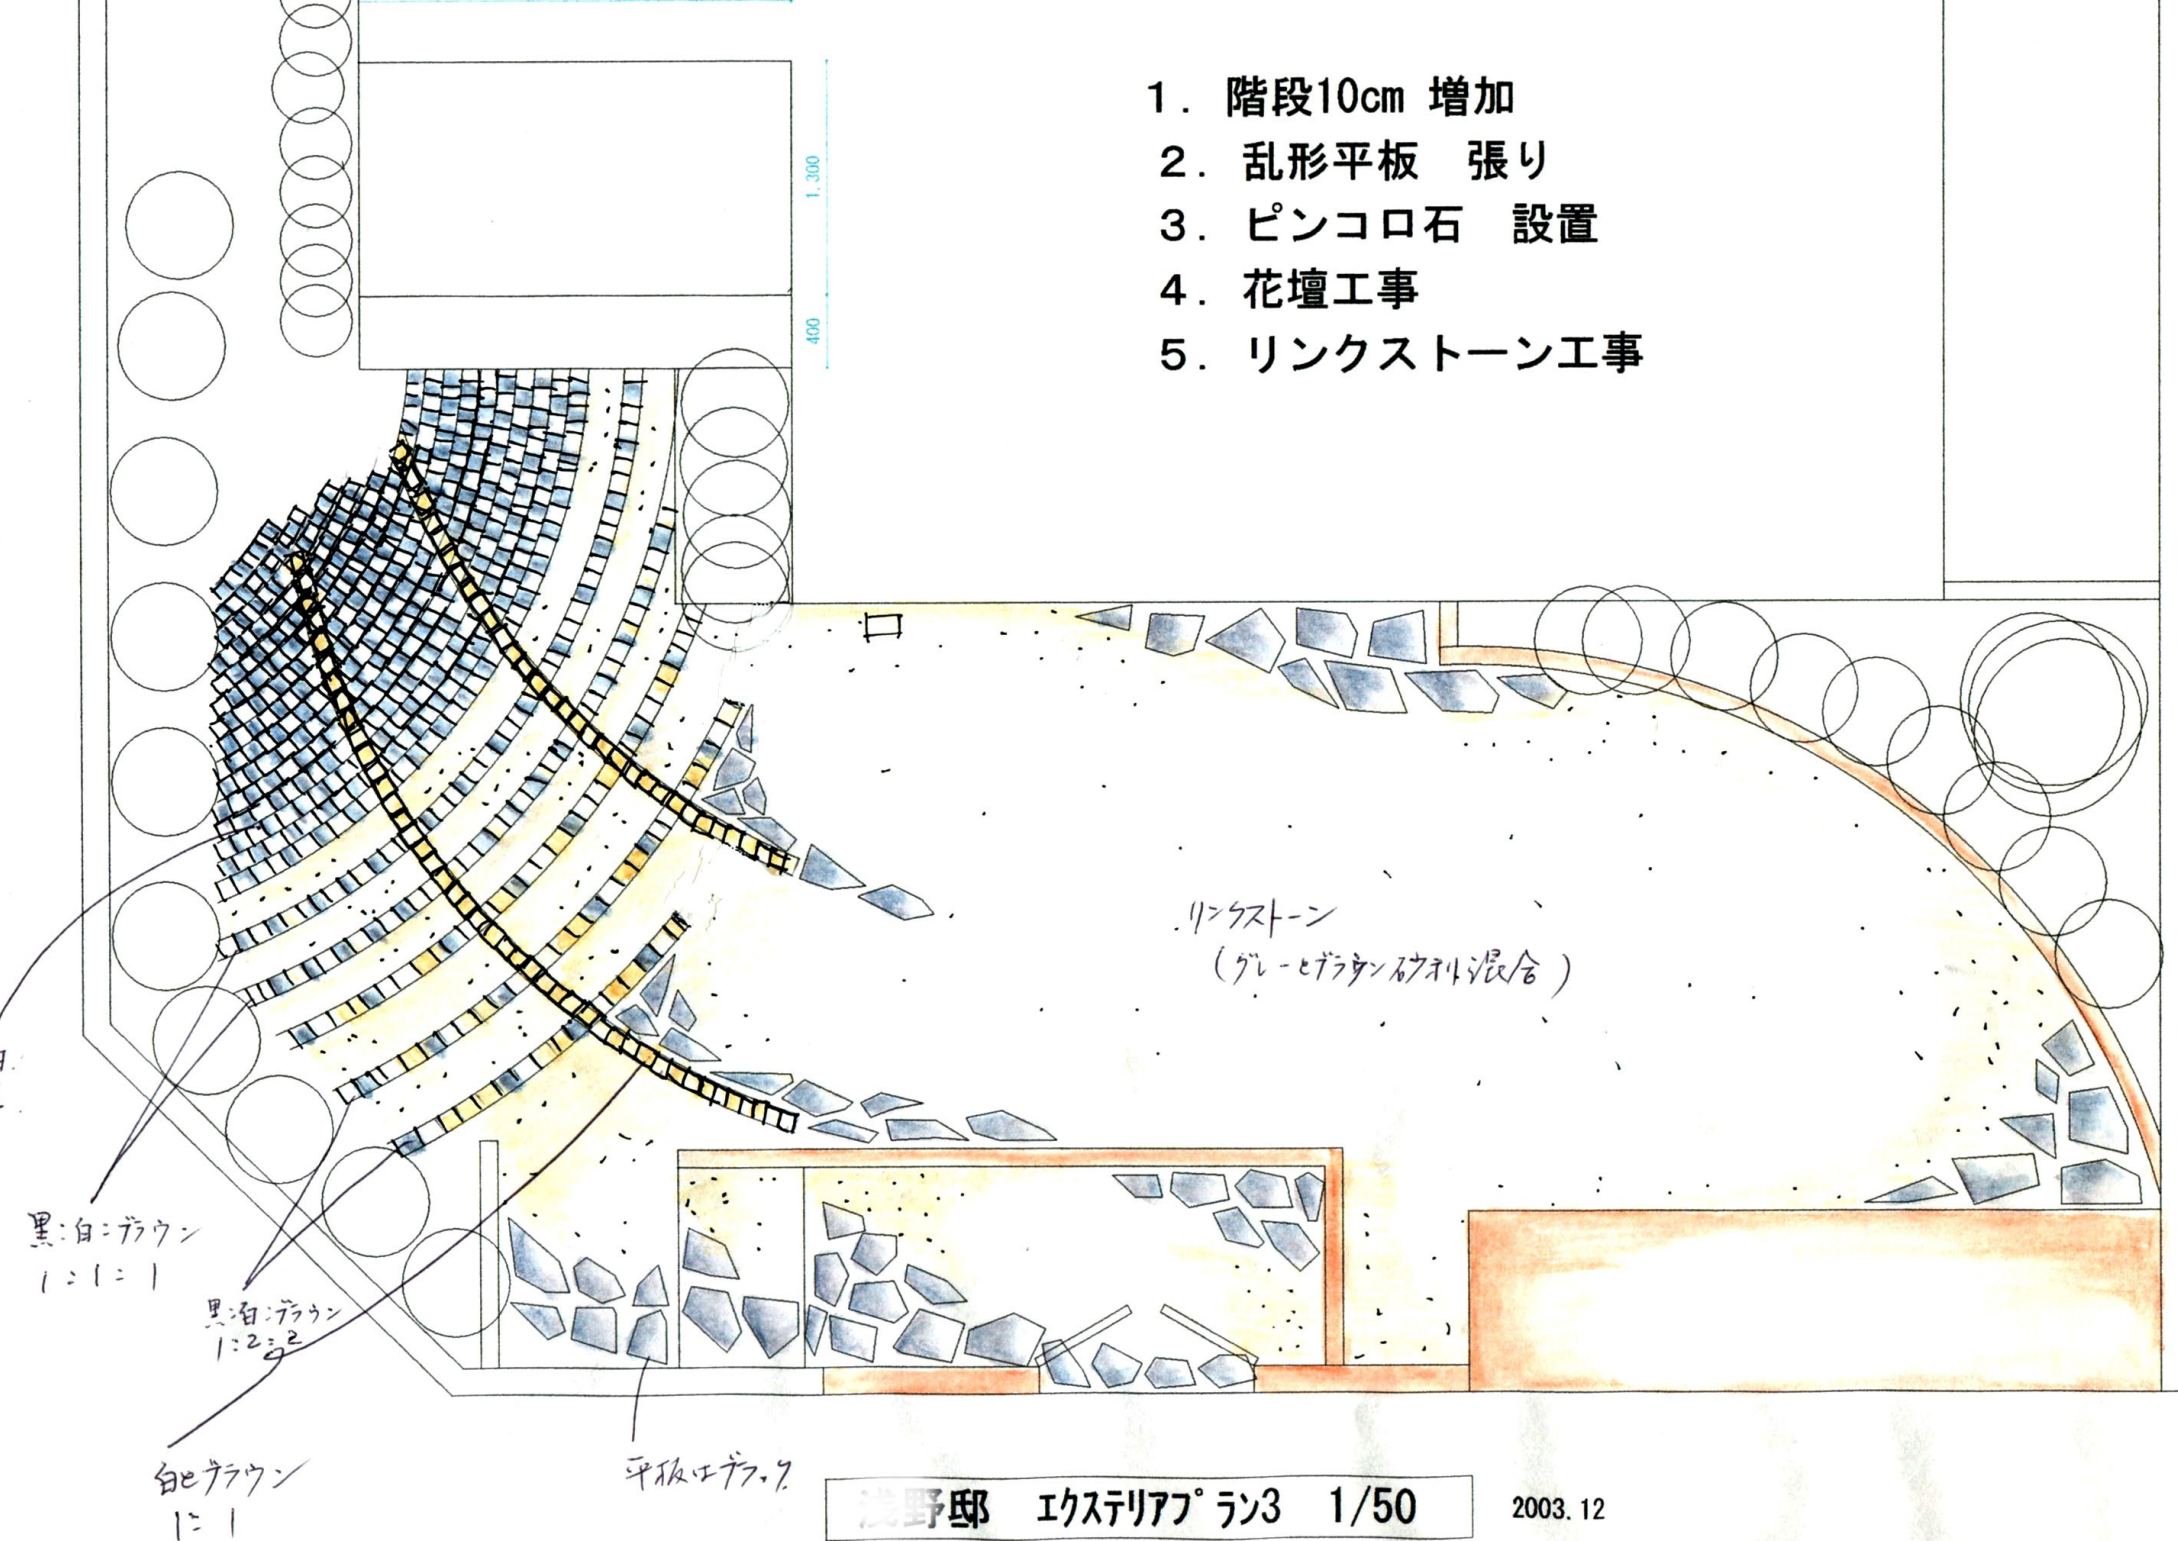 1. 階段10cm 増加
2. 乱形平板 張り
3. ピンコロ石 設置
4. 花壇工事
5. リンクストーン工事
1,300
400
リンクストーン
(グレーとブラウン砂利混合)
黒:白:ブラウン
1:1:1
黒:白:ブラウン
1:2:2
白とブラウン
1:1
平板はブラック
浅野邸 エクステリアプラン3 1/50
2003.12